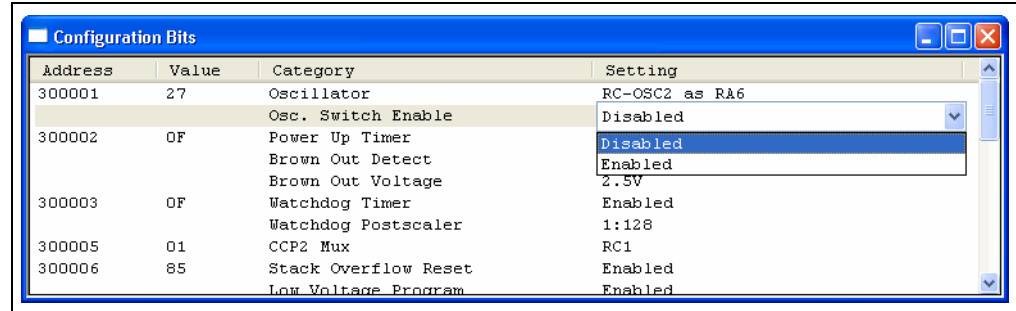 Configuration Bits
Address Value Category Setting
300001 27 Oscillator RC-OSC2 as RA6
Osc. Switch Enable Disabled
300002 0F Power Up Timer Disabled
Brown Out Detect Enabled
Brown Out Voltage 2.5V
300003 0F Watchdog Timer Enabled
Watchdog Postscaler 1:128
300005 01 CCP2 Mux RC1
300006 85 Stack Overflow Reset Enabled
Low Voltage Program Enabled